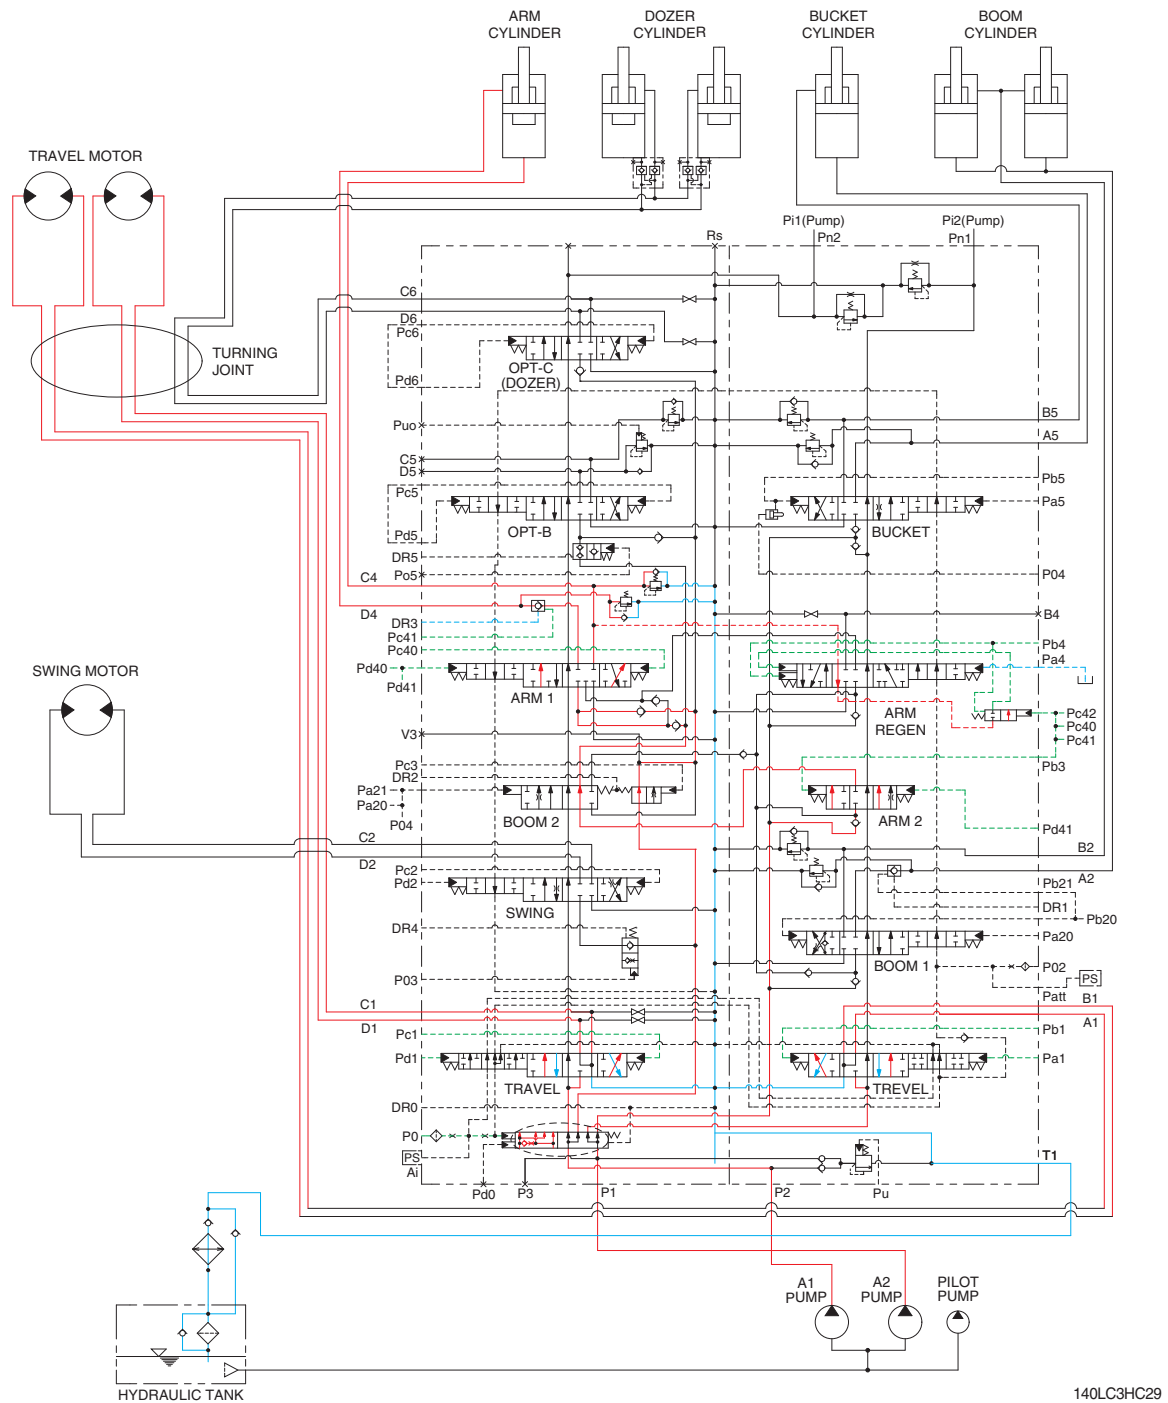 ARM
CYLINDER
DOZER
CYLINDER
BUCKET
CYLINDER
BOOM
CYLINDER
TRAVEL MOTOR
TURNING
JOINT
Pi1(Pump)
Pn2
Pi2(Pump)
Pn1
Rs
C6
D6
Pc6
OPT-C
(DOZER)
Pd6
Puo
C5
D5
Pc5
Pd5
OPT-B
DR5
Po5
B5
A5
Pb5
Pa5
BUCKET
P04
C4
D4
DR3
Pc41
Pc40
Pd40
Pd41
ARM 1
B4
Pb4
Pa4
ARM
REGEN
Pc42
Pc40
Pc41
Pb3
SWING MOTOR
V3
Pc3
DR2
Pa21
Pa20
P04
BOOM 2
ARM 2
Pd41
C2
D2
Pc2
Pd2
SWING
B2
A2
Pb21
DR1
Pb20
Pa20
BOOM 1
DR4
P03
P02
PS
Patt
C1
D1
Pc1
Pd1
TRAVEL
B1
A1
Pb1
Pa1
TREVEL
DR0
P0
PS
Ai
Pd0
P3
P1
P2
Pu
T1
A1
PUMP
A2
PUMP
PILOT
PUMP
HYDRAULIC TANK
140LC3HC29